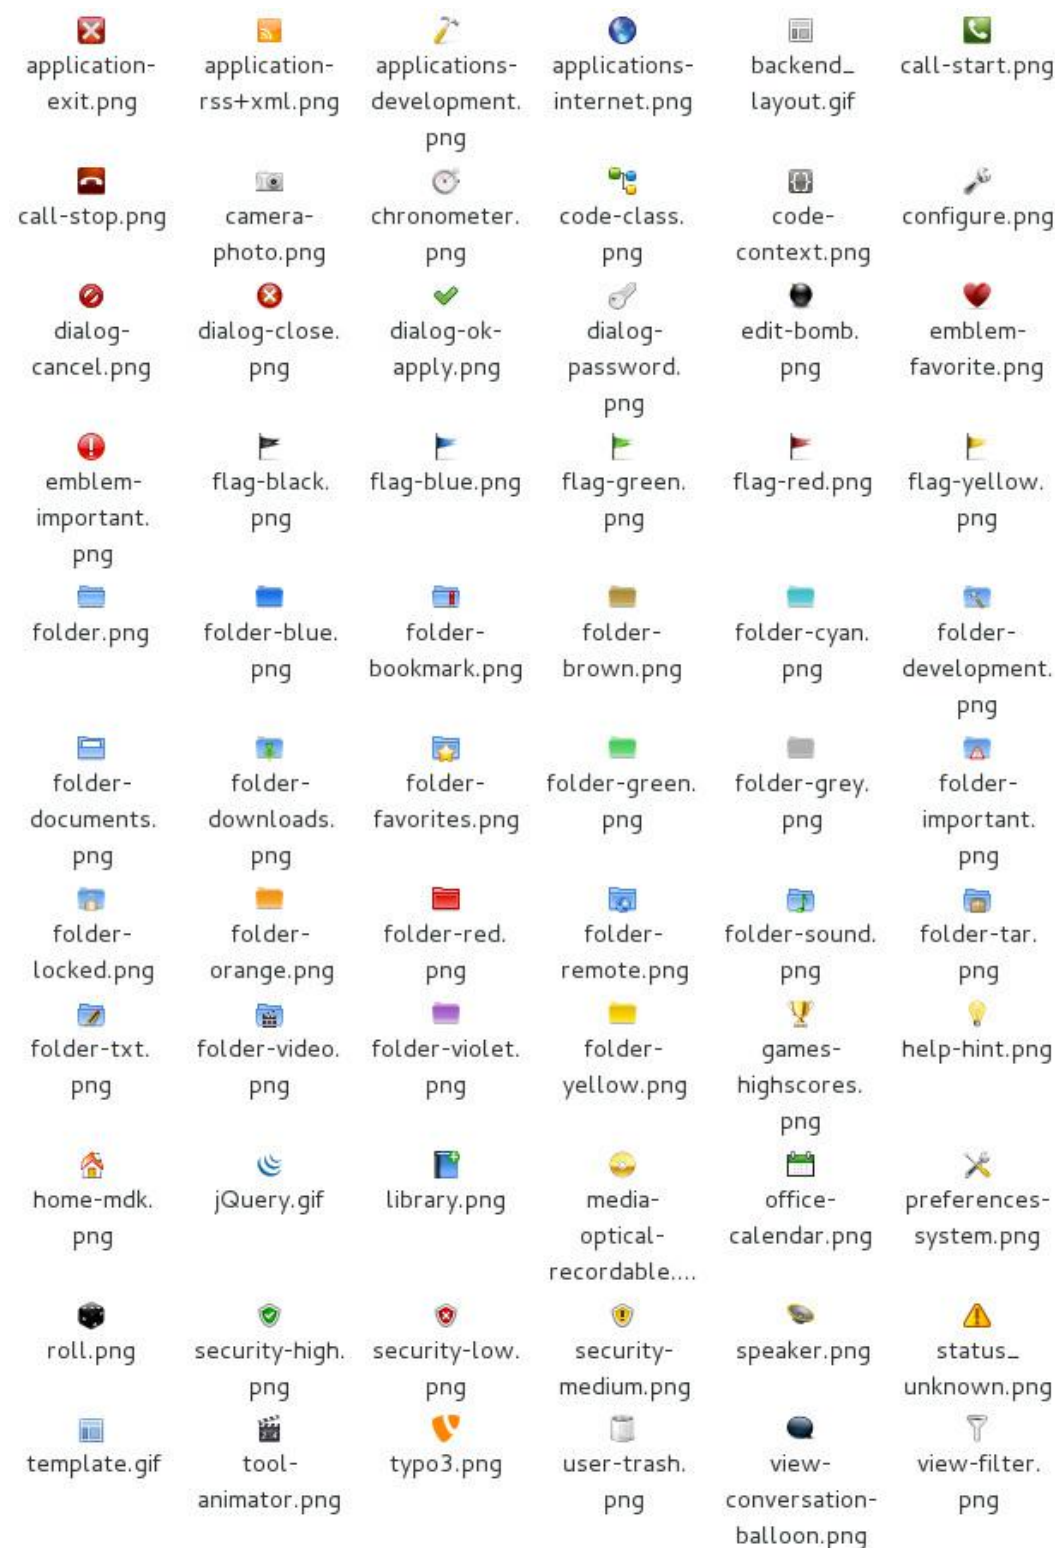 application-exit.png
application-rss+xml.png
applications-development.png
applications-internet.png
backend_layout.gif
call-start.png
call-stop.png
camera-photo.png
chronometer.png
code-class.png
code-context.png
configure.png
dialog-cancel.png
dialog-close.png
dialog-ok-apply.png
dialog-password.png
edit-bomb.png
emblem-favorite.png
emblem-important.png
flag-black.png
flag-blue.png
flag-green.png
flag-red.png
flag-yellow.png
folder.png
folder-blue.png
folder-bookmark.png
folder-brown.png
folder-cyan.png
folder-development.png
folder-documents.png
folder-downloads.png
folder-favorites.png
folder-green.png
folder-grey.png
folder-important.png
folder-locked.png
folder-orange.png
folder-red.png
folder-remote.png
folder-sound.png
folder-tar.png
folder-txt.png
folder-video.png
folder-violet.png
folder-yellow.png
games-highscores.png
help-hint.png
home-mdk.png
jQuery.gif
library.png
media-optical-recordable....
office-calendar.png
preferences-system.png
roll.png
security-high.png
security-low.png
security-medium.png
speaker.png
status_unknown.png
template.gif
tool-animator.png
typo3.png
user-trash.png
view-conversation-balloon.png
view-filter.png